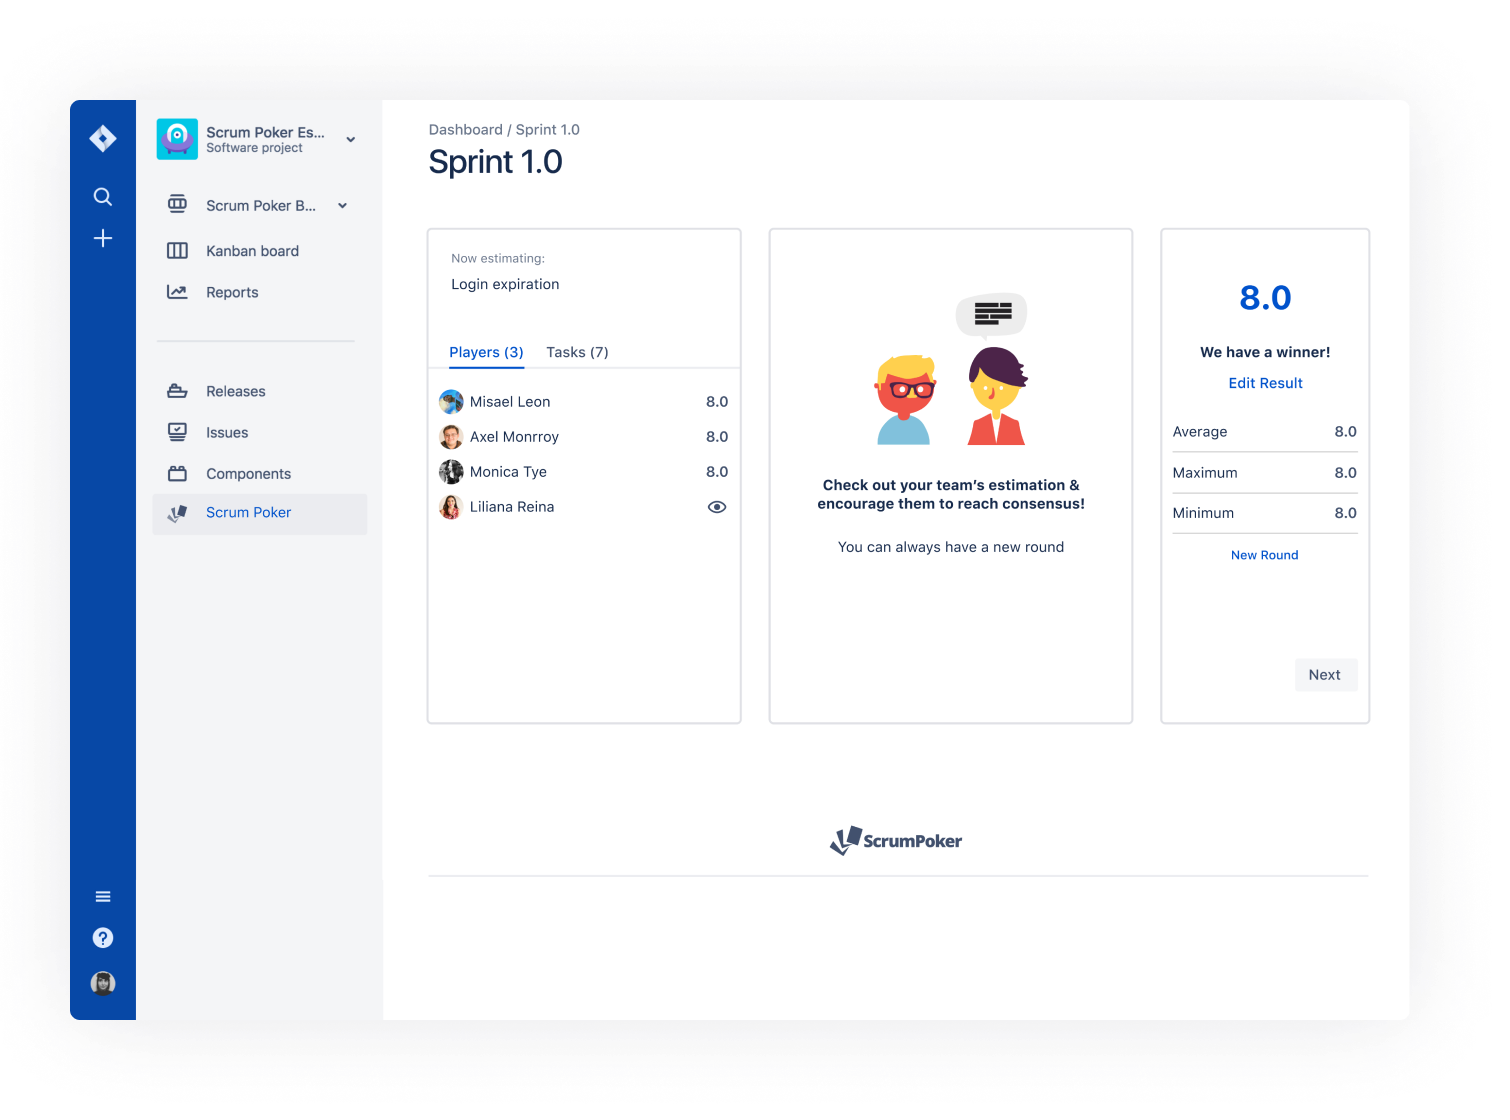 Scrum Poker Es...
Software project
Scrum Poker B...
Kanban board
Reports
Releases
Issues
Components
Scrum Poker
?
Dashboard / Sprint 1.0
Sprint 1.0
Now estimating:
Login expiration
Players (3) Tasks (7)
Misael Leon 8.0
Axel Monrroy 8.0
Monica Tye 8.0
Liliana Reina
Check out your team's estimation &
encourage them to reach consensus!
You can always have a new round
8.0
We have a winner!
Edit Result
Average 8.0
Maximum 8.0
Minimum 8.0
New Round
Next
ScrumPoker